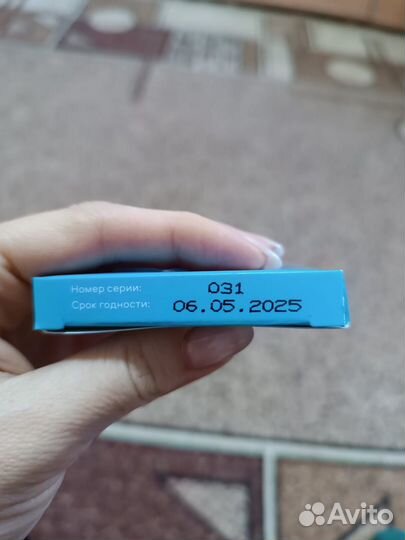 Номер серии: 031
Срок годности: 06.05.2025
Avito